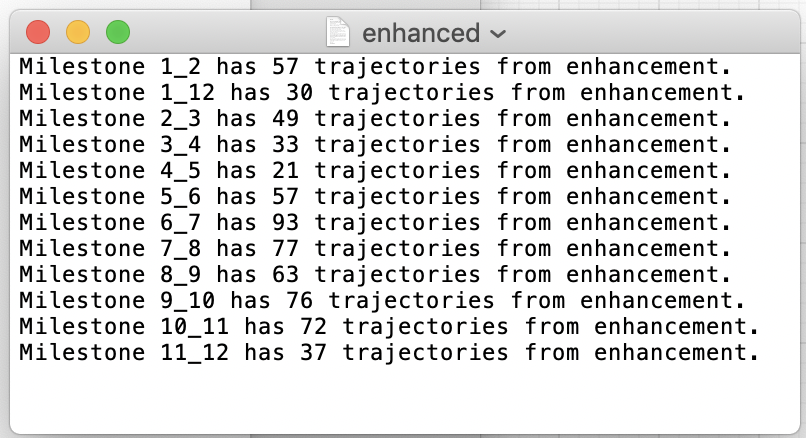 enhanced
Milestone 1_2 has 57 trajectories from enhancement.
Milestone 1_12 has 30 trajectories from enhancement.
Milestone 2_3 has 49 trajectories from enhancement.
Milestone 3_4 has 33 trajectories from enhancement.
Milestone 4_5 has 21 trajectories from enhancement.
Milestone 5_6 has 57 trajectories from enhancement.
Milestone 6_7 has 93 trajectories from enhancement.
Milestone 7_8 has 77 trajectories from enhancement.
Milestone 8_9 has 63 trajectories from enhancement.
Milestone 9_10 has 76 trajectories from enhancement.
Milestone 10_11 has 72 trajectories from enhancement.
Milestone 11_12 has 37 trajectories from enhancement.